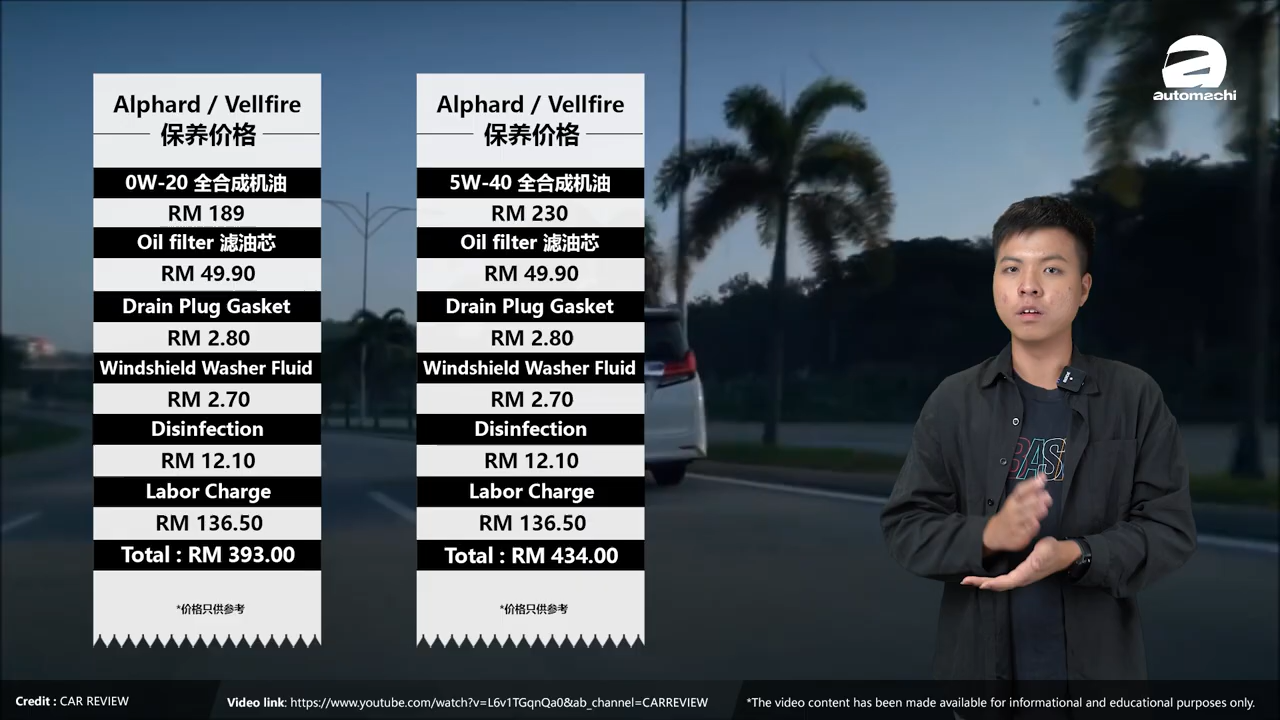 automachi
Alphard / Vellfire
保养价格
0W-20 全合成机油
RM 189
Oil filter 滤油芯
RM 49.90
Drain Plug Gasket
RM 2.80
Windshield Washer Fluid
RM 2.70
Disinfection
RM 12.10
Labor Charge
RM 136.50
Total : RM 393.00
*价格只供参考
Alphard / Vellfire
保养价格
5W-40 全合成机油
RM 230
Oil filter 滤油芯
RM 49.90
Drain Plug Gasket
RM 2.80
Windshield Washer Fluid
RM 2.70
Disinfection
RM 12.10
Labor Charge
RM 136.50
Total : RM 434.00
*价格只供参考
Credit : CAR REVIEW
Video link: https://www.youtube.com/watch?v=L6v1TGqnQa0&ab_channel=CARREVIEW
*The video content has been made available for informational and educational purposes only.